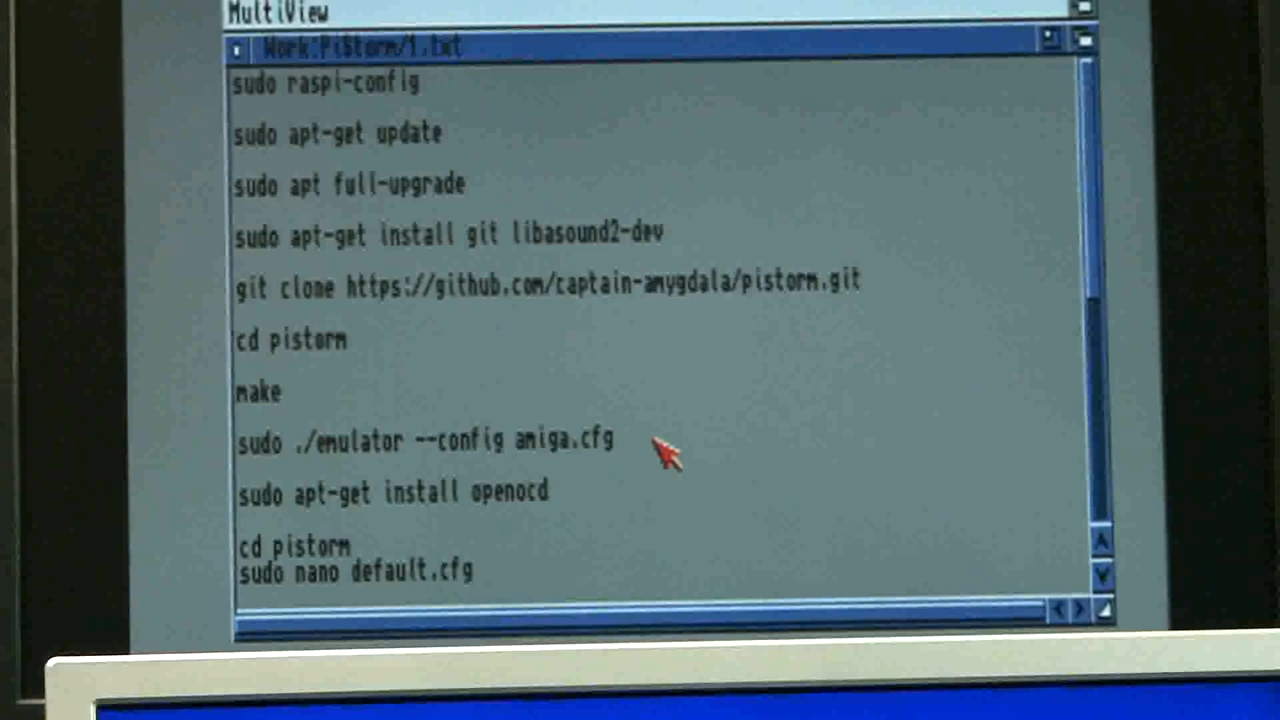 MultiView
Work:PiStorm/1.txt
sudo raspi-config
sudo apt-get update
sudo apt full-upgrade
sudo apt-get install git libasound2-dev
git clone https://github.com/captain-amygdala/pistorm.git
cd pistorm
make
sudo ./emulator --config amiga.cfg
sudo apt-get install openocd
cd pistorm
sudo nano default.cfg